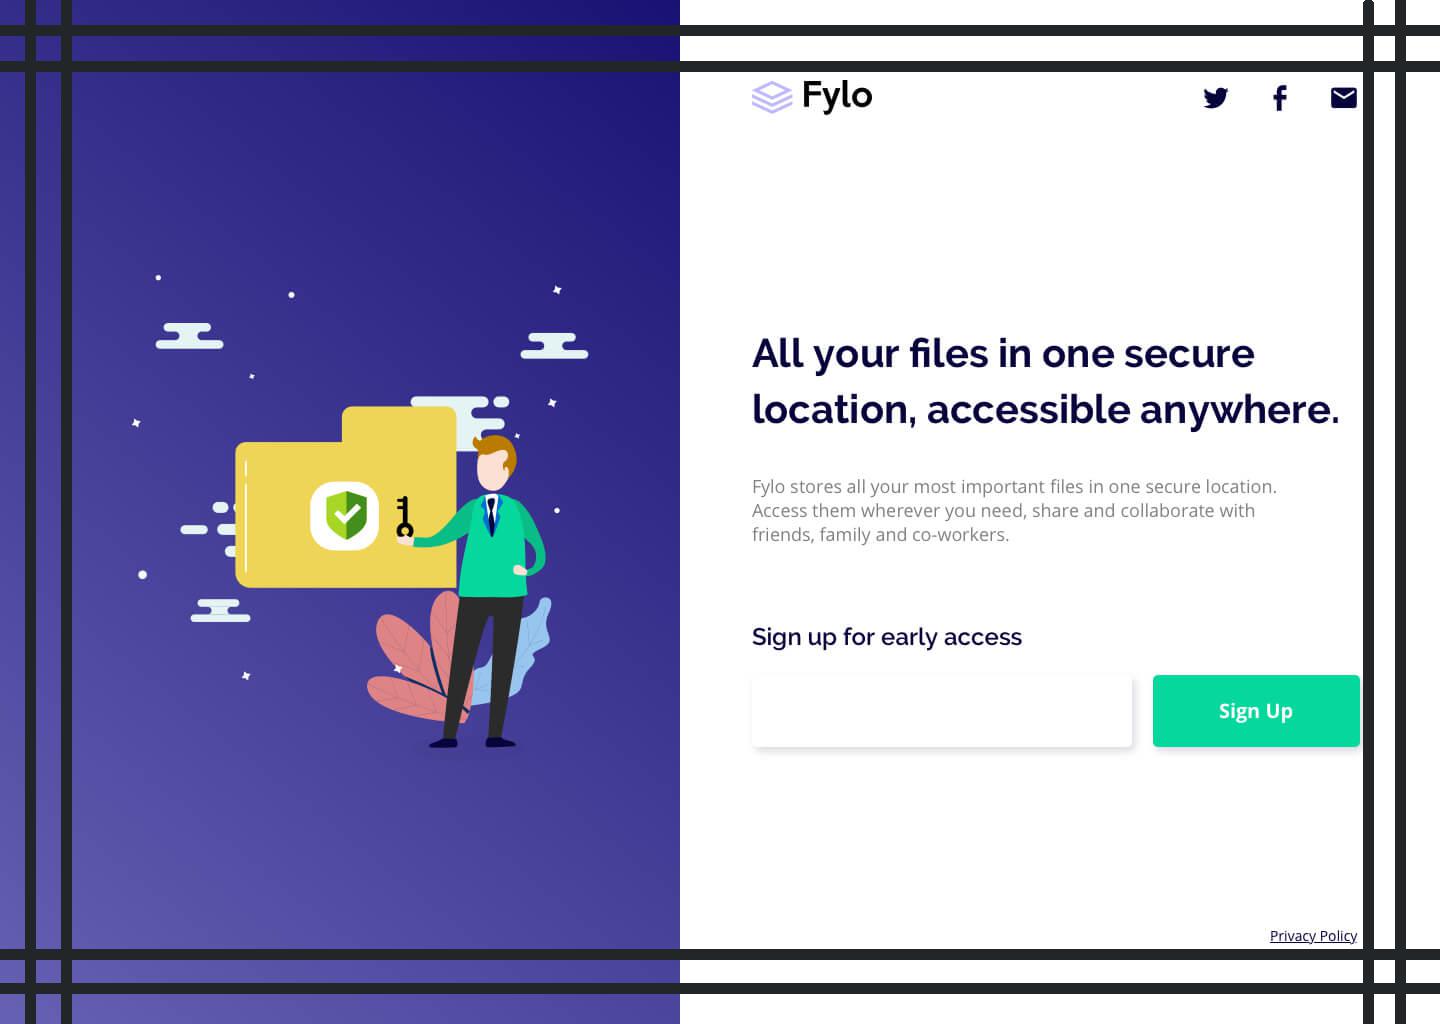 Fylo
All your files in one secure
location, accessible anywhere.
Fylo stores all your most important files in one secure location.
Access them wherever you need, share and collaborate with
friends, family and co-workers.
Sign up for early access
Sign Up
Privacy Policy